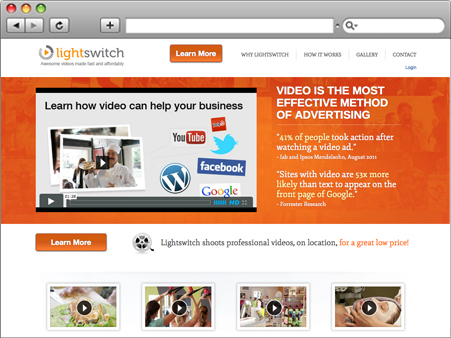 lightswitch
Awesome videos made fast and affordably
Learn More
WHY LIGHTSWITCH
HOW IT WORKS
GALLERY
CONTACT
Login
Learn how video can help your business
YouTube
facebook
Google
VIDEO IS THE MOST
EFFECTIVE METHOD
OF ADVERTISING
"41% of people took action after
watching a video ad."
- Iab and Ipsos Mendelsohn, August 2011
"Sites with video are 53x more
likely than text to appear on the
front page of Google."
- Forrester Research
Learn More
Lightswitch shoots professional videos, on location, for a great low price!